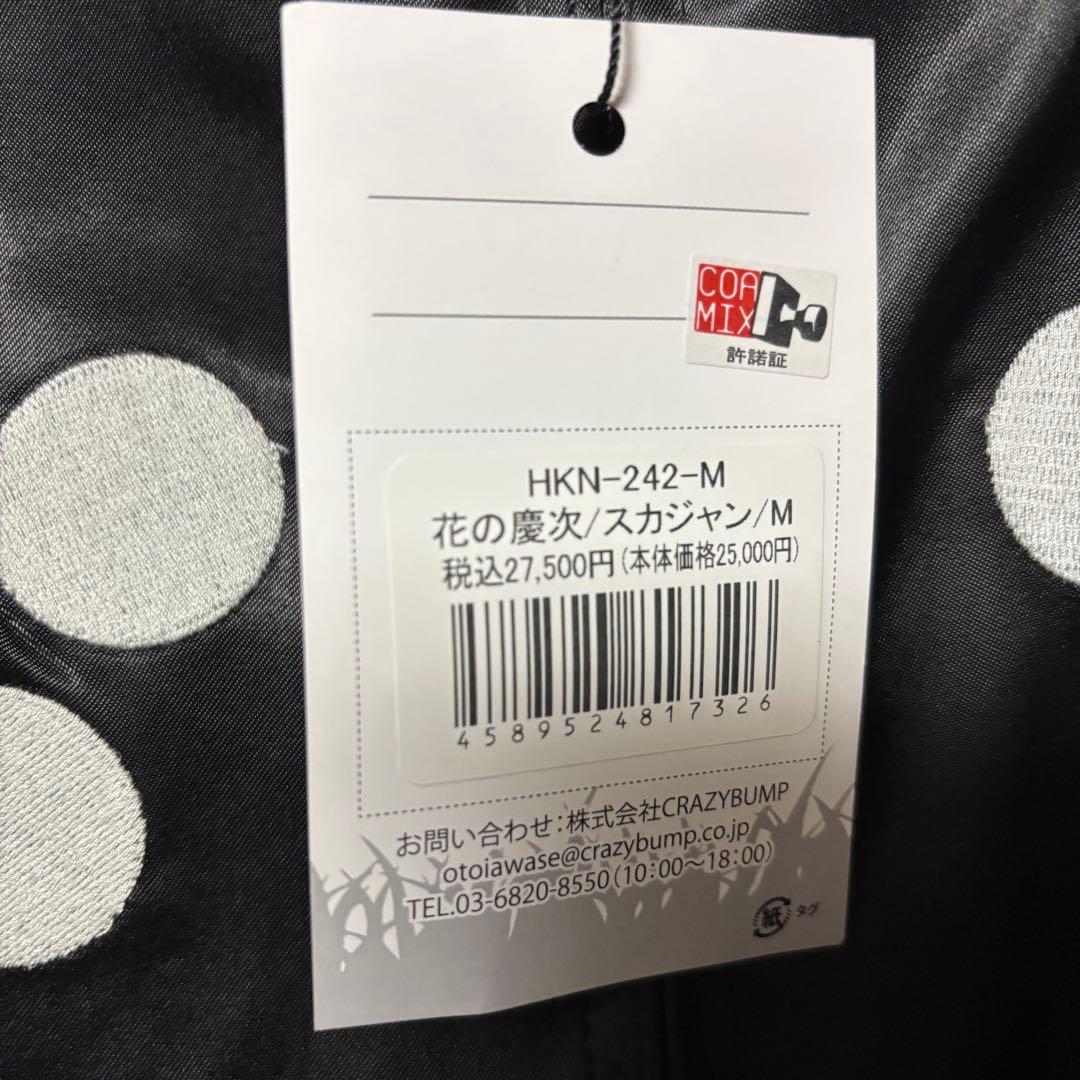 COA
MIX
許諾証
HKN-242-M
花の慶次/スカジャン/M
税込27,500円(本体価格25,000円)
4589524817326
お問い合わせ:株式会社CRAZYBUMP
otoiawase@crazybump.co.jp
TEL.03-6820-8550(10:00〜18:00)
紙 タグ